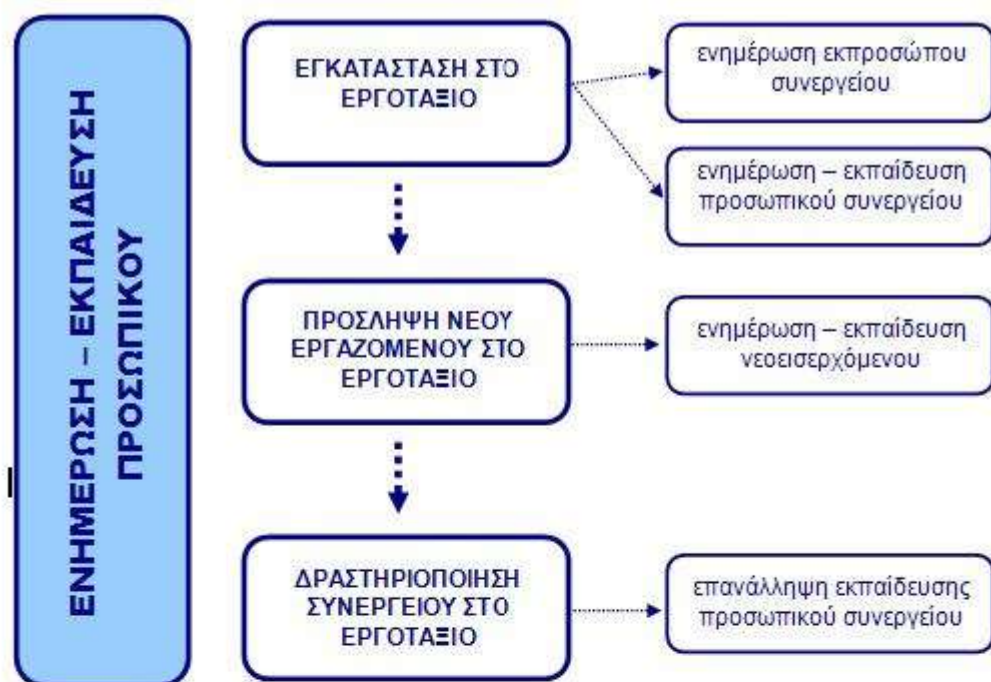 ΕΝΗΜΕΡΩΣΗ – ΕΚΠΑΙΔΕΥΣΗ
ΠΡΟΣΩΠΙΚΟΥ
ΕΓΚΑΤΑΣΤΑΣΗ ΣΤΟ
ΕΡΓΟΤΑΞΙΟ
ενημέρωση εκπροσώπου
συνεργείου
ενημέρωση – εκπαίδευση
προσωπικού συνεργείου
ΠΡΟΣΛΗΨΗ ΝΕΟΥ
ΕΡΓΑΖΟΜΕΝΟΥ ΣΤΟ
ΕΡΓΟΤΑΞΙΟ
ενημέρωση – εκπαίδευση
νεοεισερχόμενου
ΔΡΑΣΤΗΡΙΟΠΟΙΗΣΗ
ΣΥΝΕΡΓΕΙΟΥ ΣΤΟ
ΕΡΓΟΤΑΞΙΟ
επανάλληψη εκπαίδευσης
προσωπικού συνεργείου